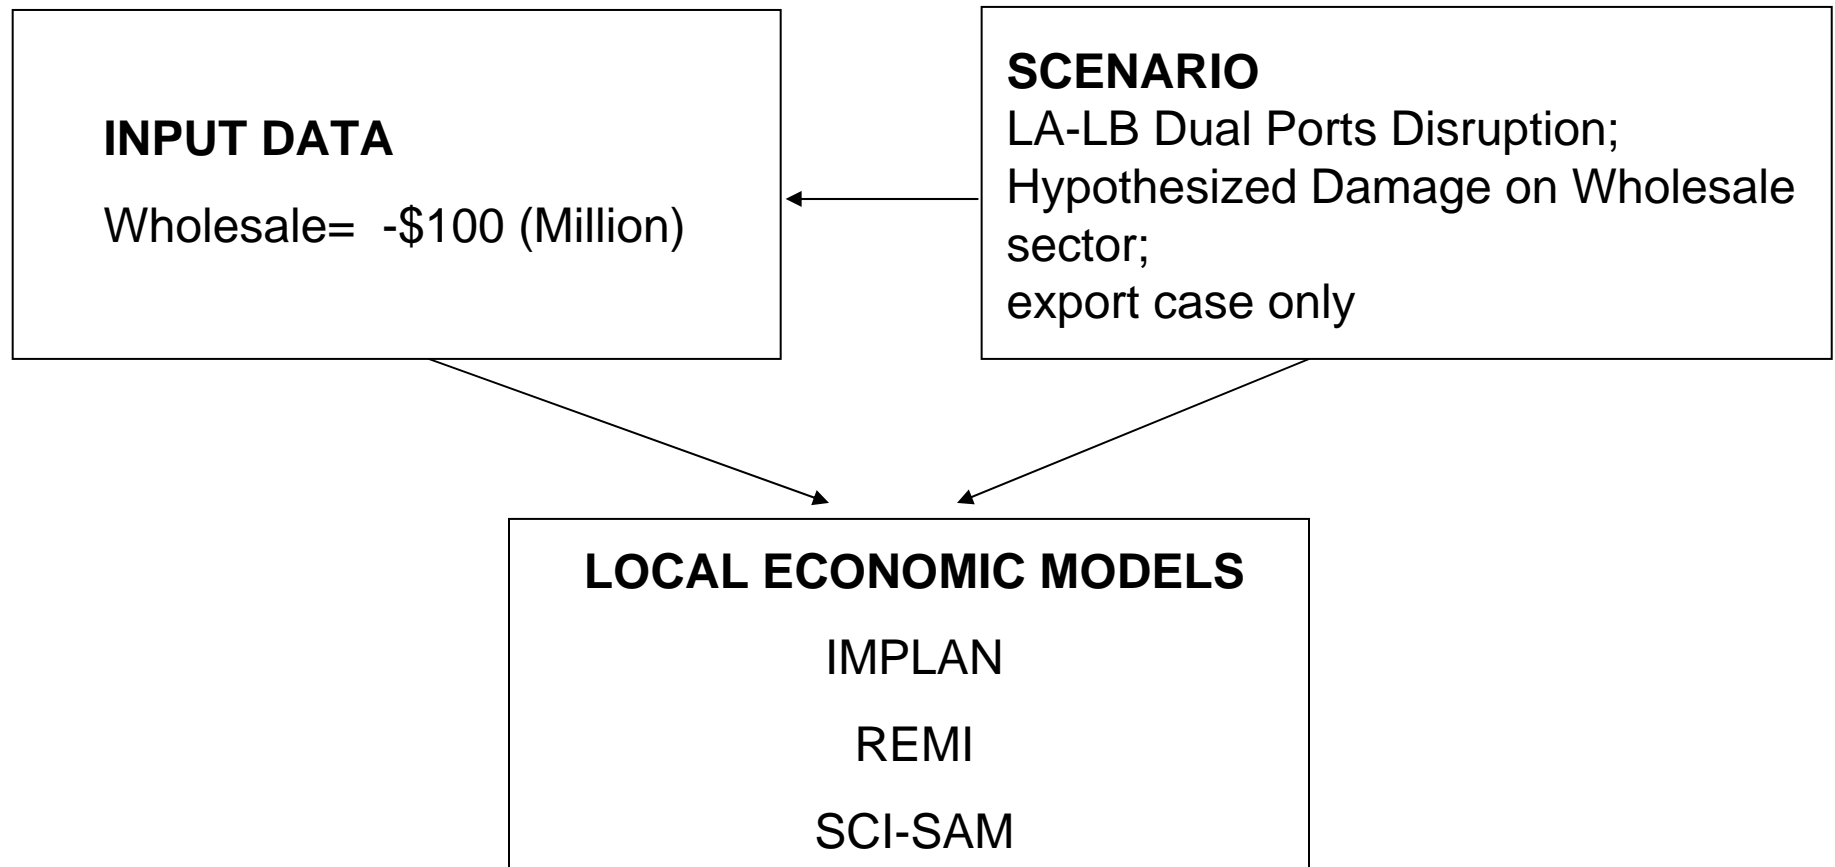 INPUT DATA
Wholesale= -$100 (Million)
SCENARIO
LA-LB Dual Ports Disruption;
Hypothesized Damage on Wholesale
sector;
export case only
LOCAL ECONOMIC MODELS
IMPLAN
REMI
SCI-SAM